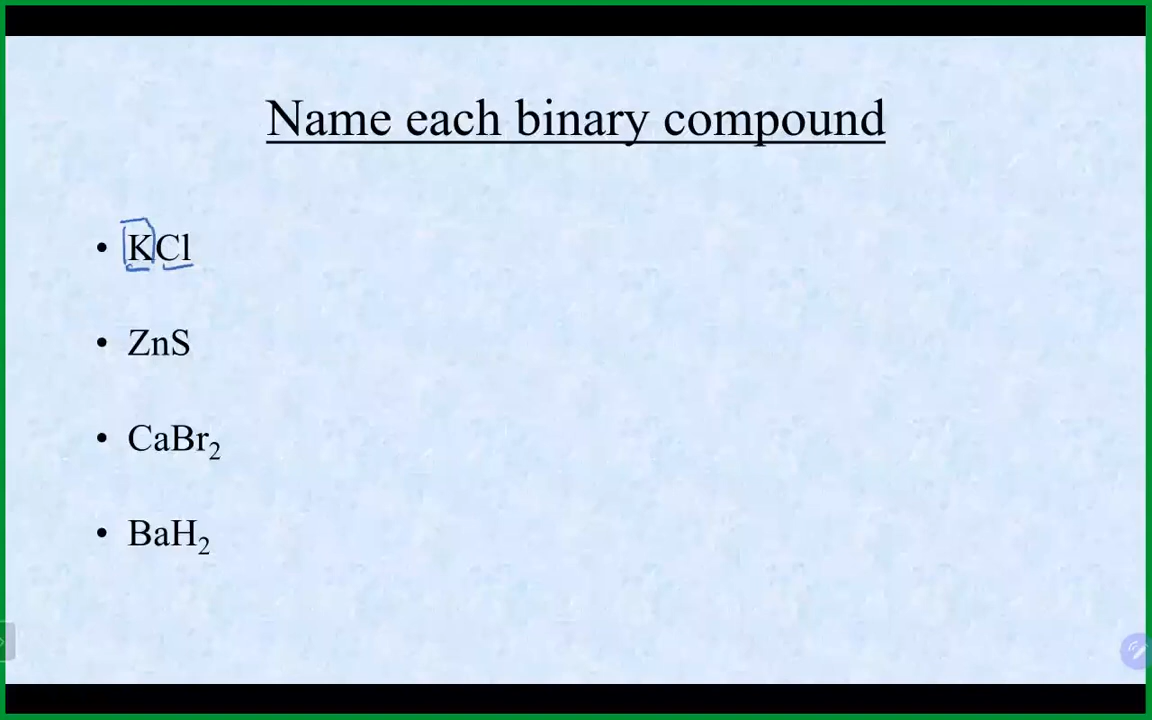 Name each binary compound
• KCl
• ZnS
• CaBr₂
• BaH₂